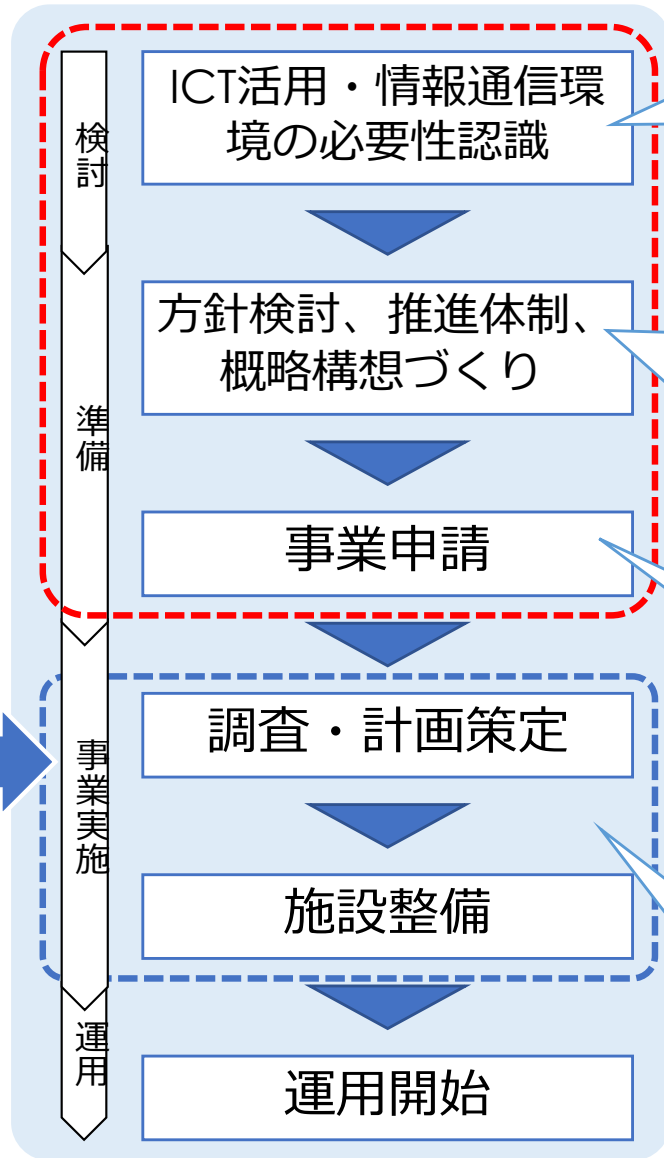 検討
ICT活用・情報通信環
境の必要性認識
準備
方針検討、推進体制、
概略構想づくり
事業申請
事業実施
調査・計画策定
施設整備
運用
運用開始